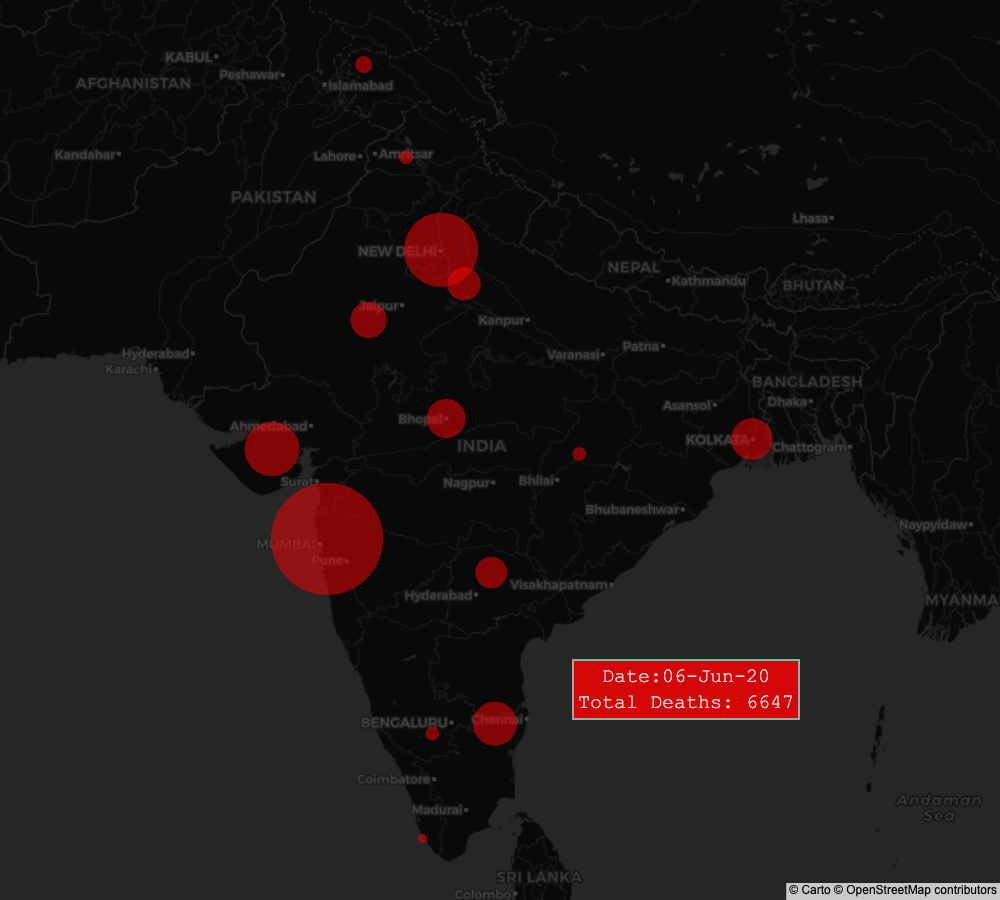 KABUL
Peshawar
AFGHANISTAN
Islamabad
Kandahar
Lahore
Amritsar
PAKISTAN
Lhasa
NEW DELHI
NEPAL
Kathmandu
BHUTAN
Jaipur
Kanpur
Hyderabad
Karachi
Varanasi
Patna
BANGLADESH
Asansol
Dhaka
Ahmedabad
Bhopal
INDIA
KOLKATA
Chattogram
Surat
Nagpur
Bhilai
Bhubaneshwar
Naypyidaw
MUMBAI
Pune
Hyderabad
Visakhapatnam
MYANMA
Date:06-Jun-20
Total Deaths: 6647
BENGALURU
Chennai
Coimbatore
Madurai
Andaman
Sea
SRI LANKA
Colombo
© Carto © OpenStreetMap contributors